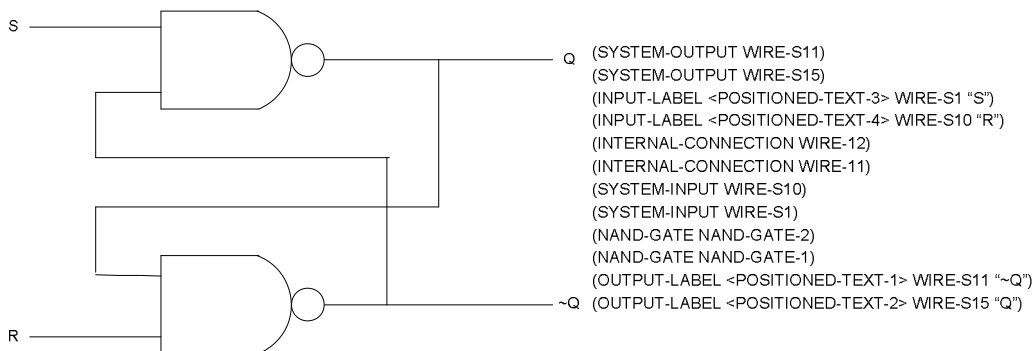 S
Q
~Q
R
(SYSTEM-OUTPUT WIRE-S11)
(SYSTEM-OUTPUT WIRE-S15)
(INPUT-LABEL <POSITIONED-TEXT-3> WIRE-S1 “S”)
(INPUT-LABEL <POSITIONED-TEXT-4> WIRE-S10 “R”)
(INTERNAL-CONNECTION WIRE-12)
(INTERNAL-CONNECTION WIRE-11)
(SYSTEM-INPUT WIRE-S10)
(SYSTEM-INPUT WIRE-S1)
(NAND-GATE NAND-GATE-2)
(NAND-GATE NAND-GATE-1)
(OUTPUT-LABEL <POSITIONED-TEXT-1> WIRE-S11 “~Q”)
(OUTPUT-LABEL <POSITIONED-TEXT-2> WIRE-S15 “Q”)